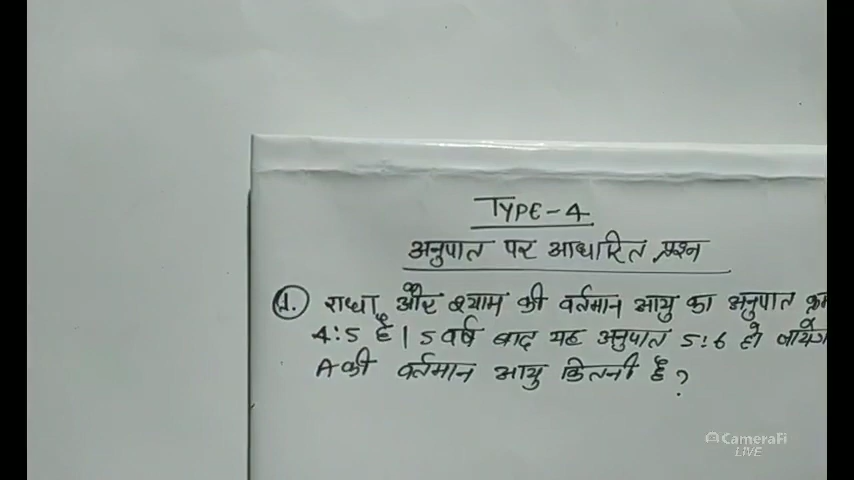 TYPE-4
अनुपात पर आधारित प्रश्न
1. राधा और श्याम की वर्तमान आयु का अनुपात
4:5 है। 5 वर्ष बाद यह अनुपात 5:6 हो
A की वर्तमान आयु कितनी है?
CameraFi
LIVE